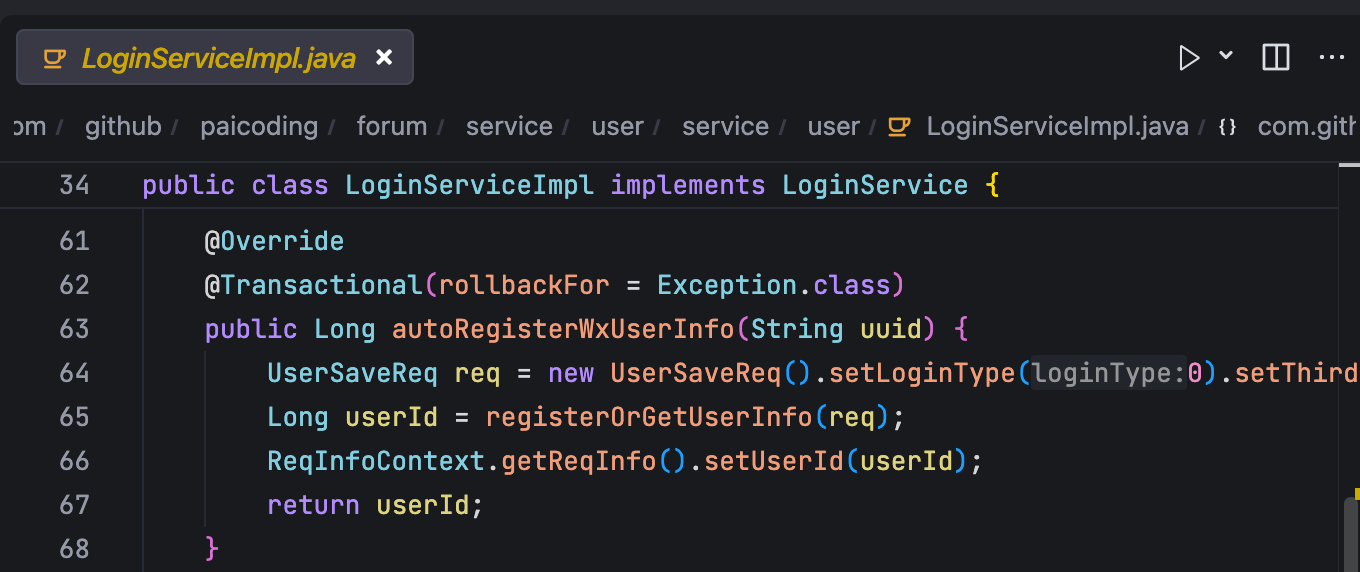 LoginServiceImpl.java
om / github / paicoding / forum / service / user / service / user / LoginServiceImpl.java / {} com.gith
34 public class LoginServiceImpl implements LoginService {
61 @Override
62 @Transactional(rollbackFor = Exception.class)
63 public Long autoRegisterWxUserInfo(String uuid) {
64 UserSaveReq req = new UserSaveReq().setLoginType(loginType:0).setThird
65 Long userId = registerOrGetUserInfo(req);
66 ReqInfoContext.getReqInfo().setUserId(userId);
67 return userId;
68 }